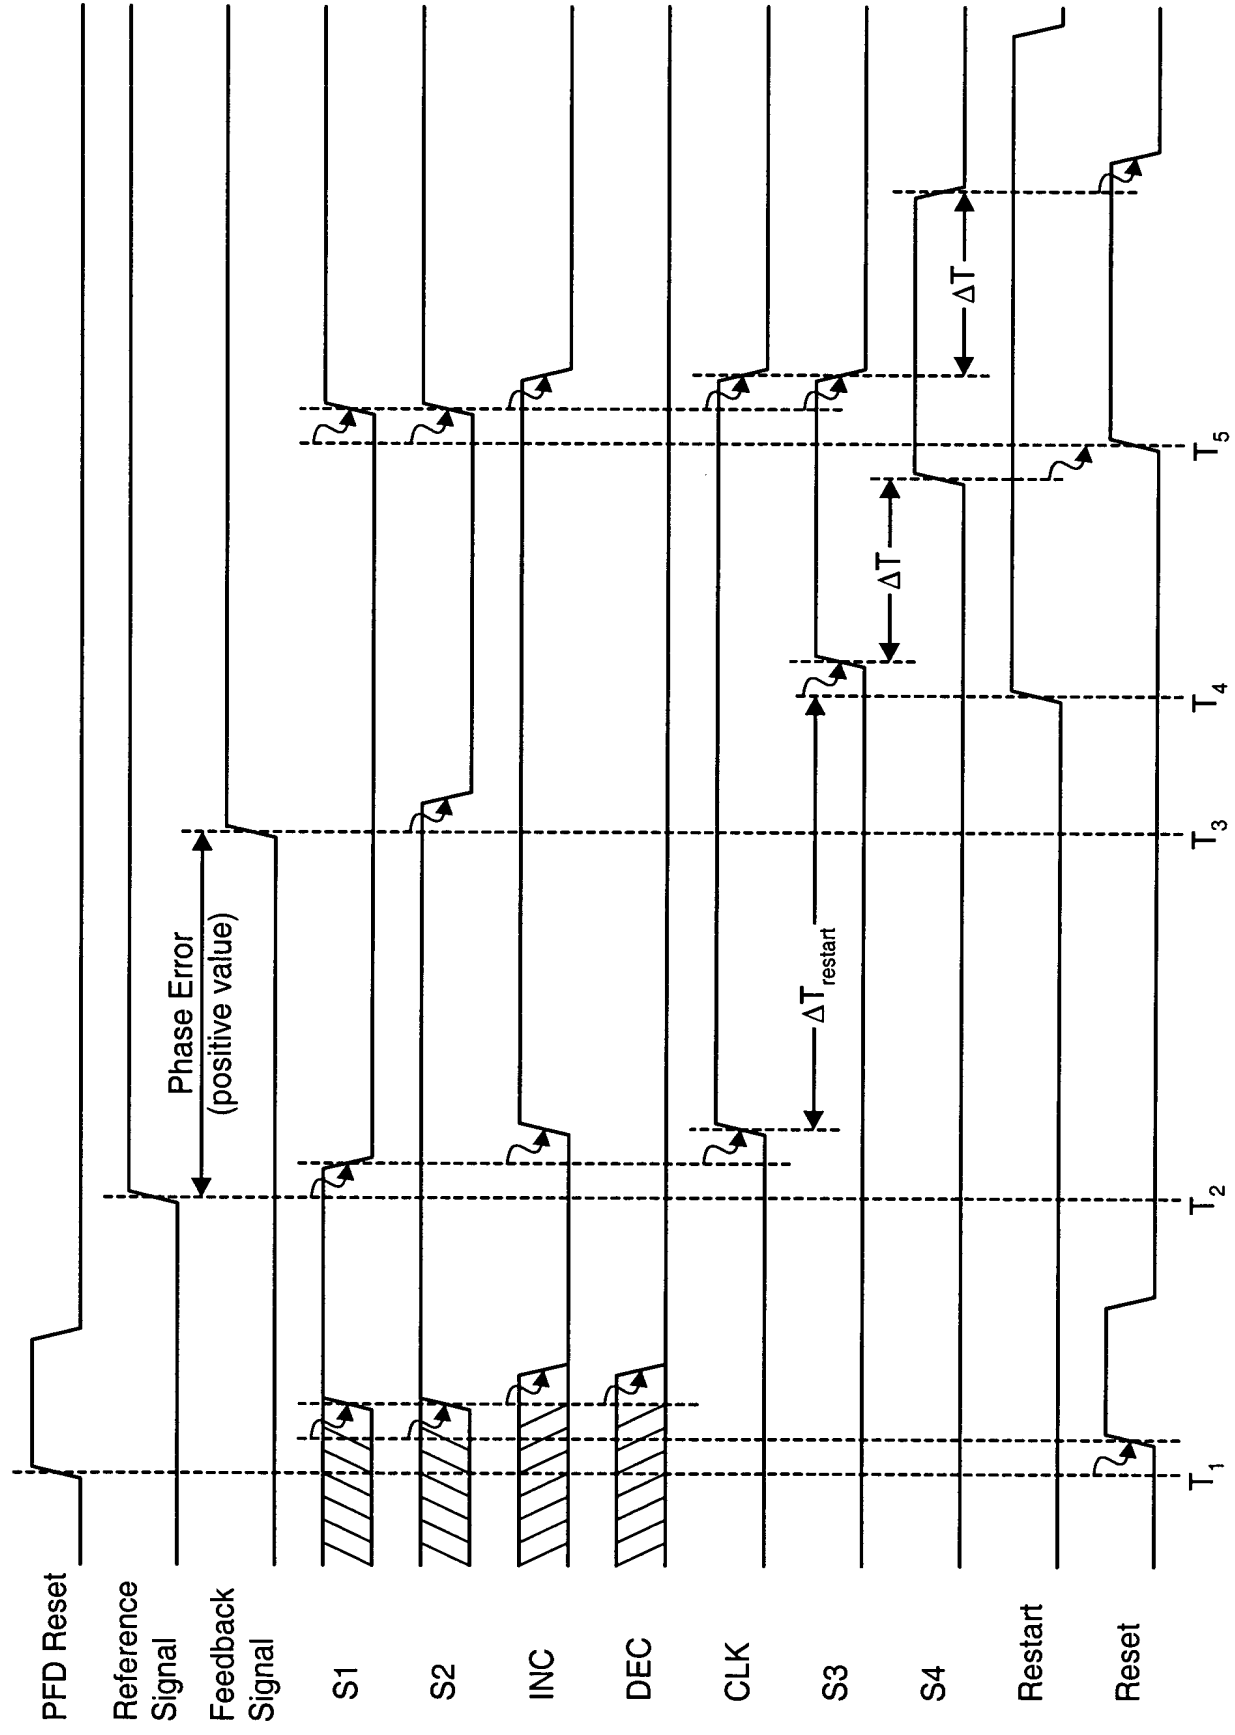 PFD Reset
Reference
Signal
Feedback
Signal
S1
S2
INC
DEC
CLK
S3
S4
Restart
Reset
Phase Error
(positive value)
ΔTrestart
ΔT
ΔT
T1
T2
T3
T4
T5